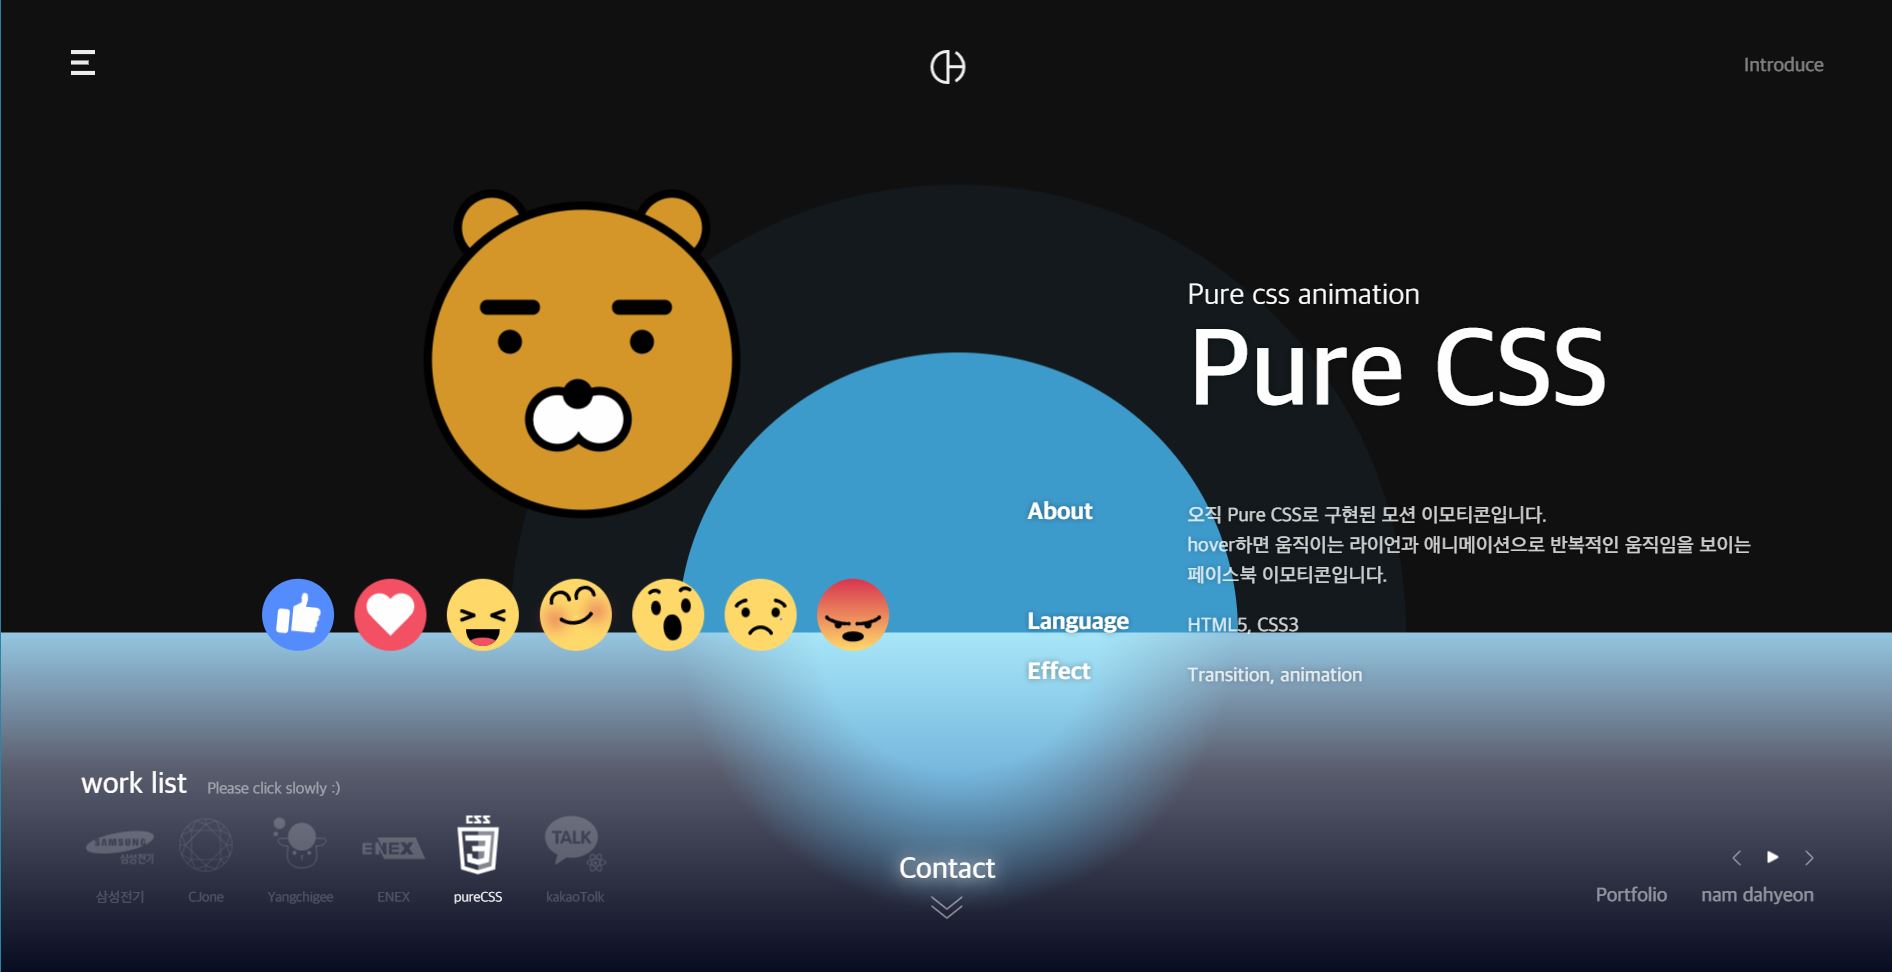 Introduce
Pure css animation
Pure CSS
About
오직 Pure CSS로 구현된 모션 이모티콘입니다.
hover하면 움직이는 라이언과 애니메이션으로 반복적인 움직임을 보이는
페이스북 이모티콘입니다.
Language
HTML5, CSS3
Effect
Transition, animation
work list
Please click slowly :)
SAMSUNG
삼성전기
삼성전기
CJone
Yangchigee
ENEX
ENEX
CSS
3
pureCSS
TALK
kakaoTolk
Contact
Portfolio
nam dahyeon